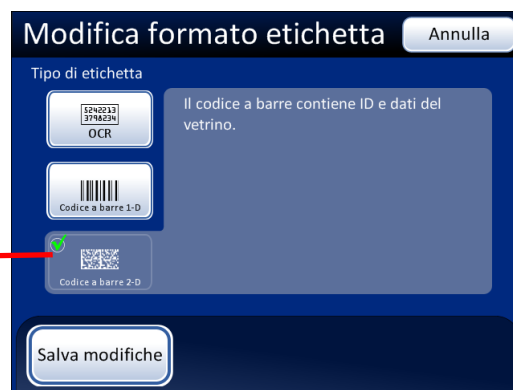 Modifica formato etichetta
Annulla
Tipo di etichetta
5242213
3798234
OCR
Il codice a barre contiene ID e dati del
vetrino.
Codice a barre 1-D
Codice a barre 2-D
Salva modifiche